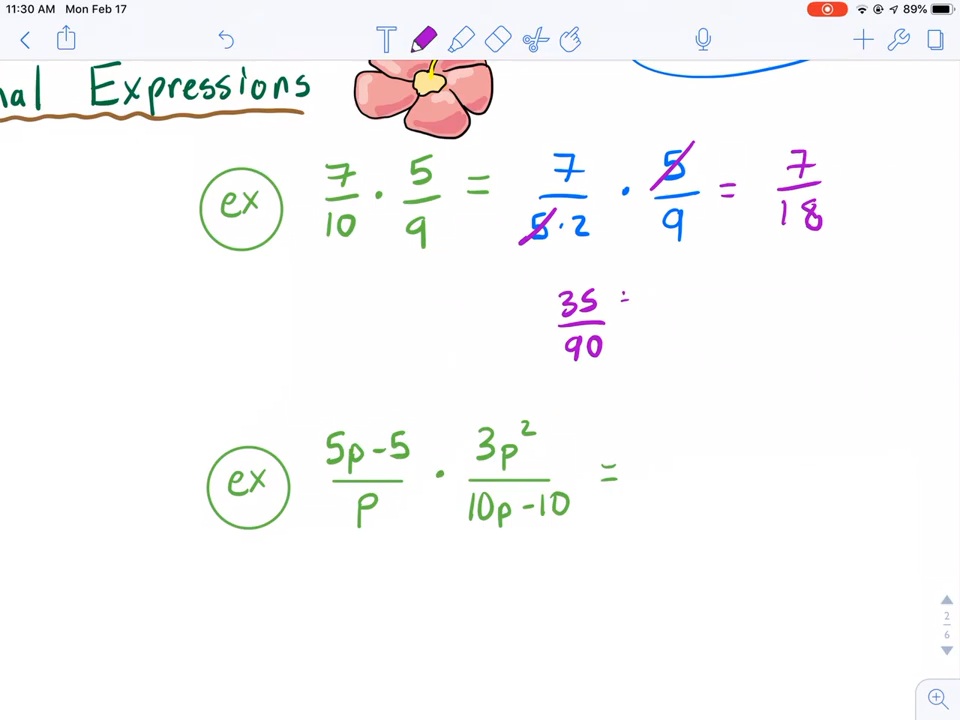 11:30 AM Mon Feb 17
89%
T
nal Expressions
ex 7/10 · 5/9 = 7/5·2 · 5/9 = 7/18
35/90 =
ex 5p-5/p · 3p²/10p-10 =
2
6